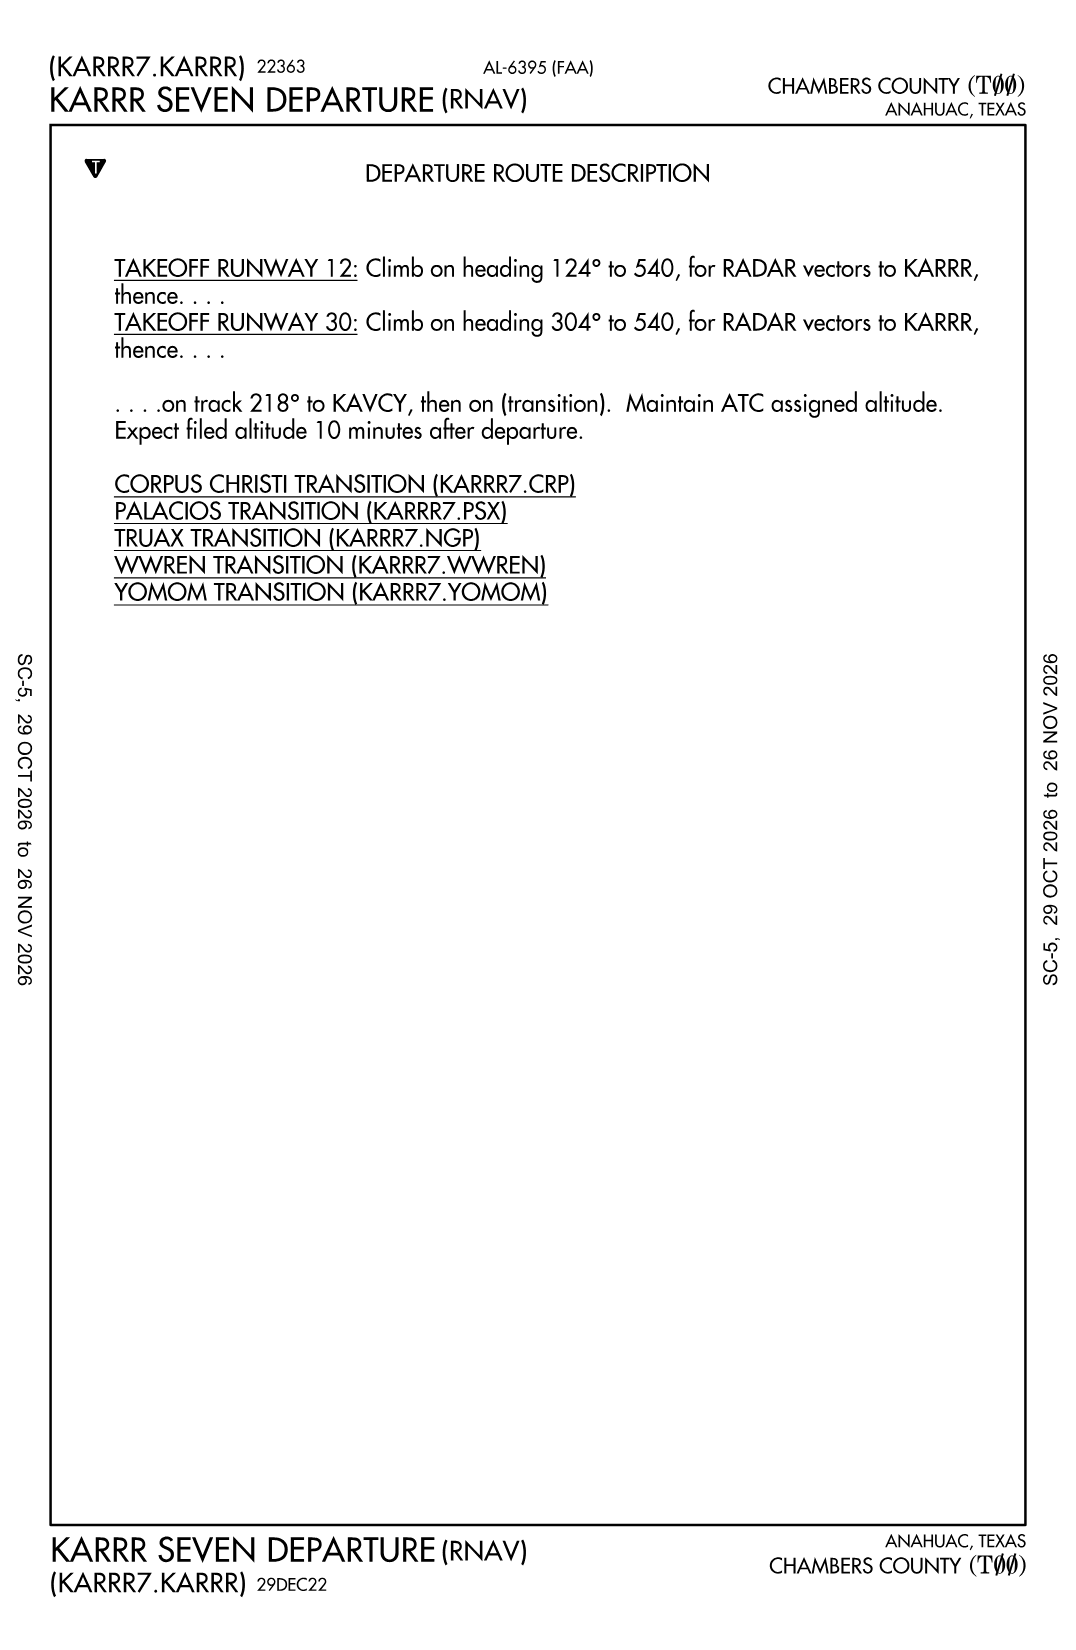 (KARRR7.KARRR) 22363 AL-6395 (FAA)
KARRR SEVEN DEPARTURE (RNAV)
CHAMBERS COUNTY (TØØ)
ANAHUAC, TEXAS
T
DEPARTURE ROUTE DESCRIPTION
TAKEOFF RUNWAY 12: Climb on heading 124° to 540, for RADAR vectors to KARRR,
thence. . . .
TAKEOFF RUNWAY 30: Climb on heading 304° to 540, for RADAR vectors to KARRR,
thence. . . .
. . . .on track 218° to KAVCY, then on (transition). Maintain ATC assigned altitude.
Expect filed altitude 10 minutes after departure.
CORPUS CHRISTI TRANSITION (KARRR7.CRP)
PALACIOS TRANSITION (KARRR7.PSX)
TRUAX TRANSITION (KARRR7.NGP)
WWREN TRANSITION (KARRR7.WWREN)
YOMOM TRANSITION (KARRR7.YOMOM)
SC-5, 29 OCT 2026 to 26 NOV 2026
SC-5, 29 OCT 2026 to 26 NOV 2026
KARRR SEVEN DEPARTURE (RNAV)
(KARRR7.KARRR) 29DEC22
ANAHUAC, TEXAS
CHAMBERS COUNTY (TØØ)